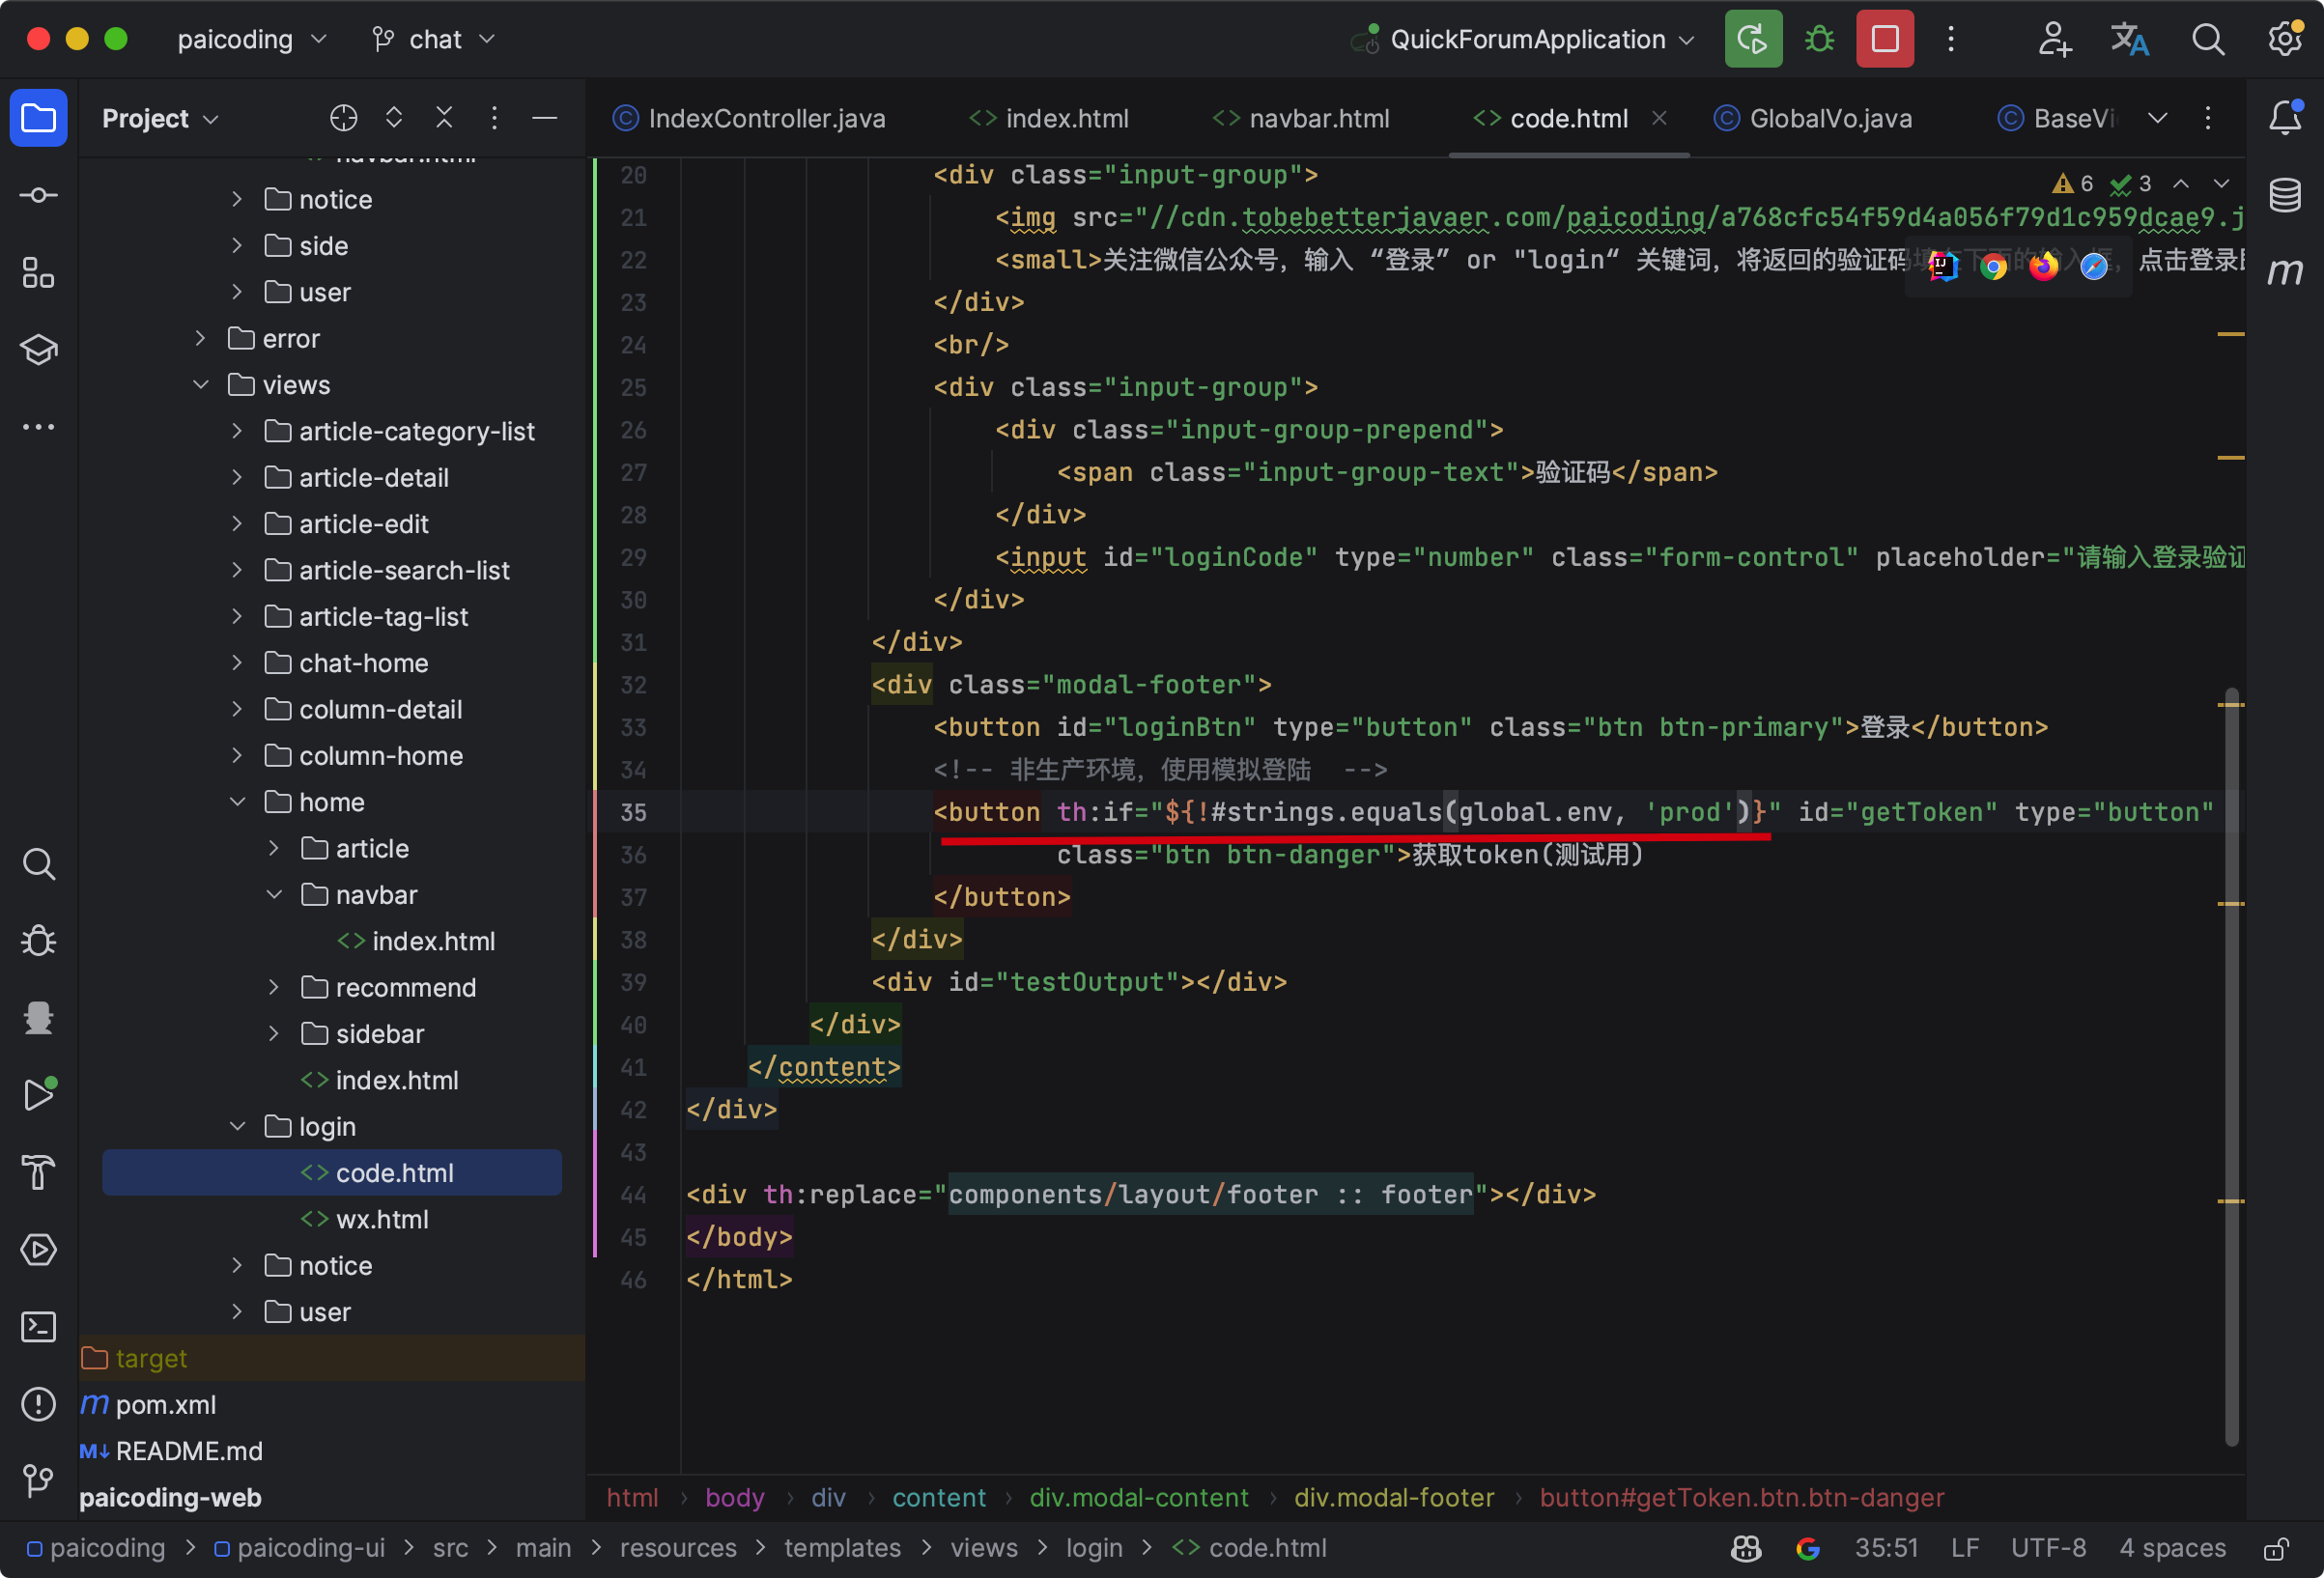 paicoding
chat
QuickForumApplication
Project
IndexController.java
index.html
navbar.html
code.html
GlobalVo.java
BaseVi
navbar.html
notice
side
user
error
views
article-category-list
article-detail
article-edit
article-search-list
article-tag-list
chat-home
column-detail
column-home
home
article
navbar
index.html
recommend
sidebar
index.html
login
code.html
wx.html
notice
user
target
pom.xml
README.md
paicoding-web
6 3
20 <div class="input-group">
21 <img src="//cdn.tobebetterjavaer.com/paicoding/a768cfc54f59d4a056f79d1c959dcae9.j
22 <small>关注微信公众号，输入 “登录” or "login“ 关键词，将返回的验证码填在下面的输入框，点击登录
23 </div>
24 <br/>
25 <div class="input-group">
26 <div class="input-group-prepend">
27 <span class="input-group-text">验证码</span>
28 </div>
29 <input id="loginCode" type="number" class="form-control" placeholder="请输入登录验证
30 </div>
31 </div>
32 <div class="modal-footer">
33 <button id="loginBtn" type="button" class="btn btn-primary">登录</button>
34 <!-- 非生产环境，使用模拟登陆  -->
35 <button th:if="${!#strings.equals(global.env, 'prod')}" id="getToken" type="button"
36 class="btn btn-danger">获取token(测试用)
37 </button>
38 </div>
39 <div id="testOutput"></div>
40 </div>
41 </content>
42 </div>
43
44 <div th:replace="components/layout/footer :: footer"></div>
45 </body>
46 </html>
html › body › div › content › div.modal-content › div.modal-footer › button#getToken.btn.btn-danger
paicoding > paicoding-ui > src > main > resources > templates > views > login > <> code.html
35:51 LF UTF-8 4 spaces